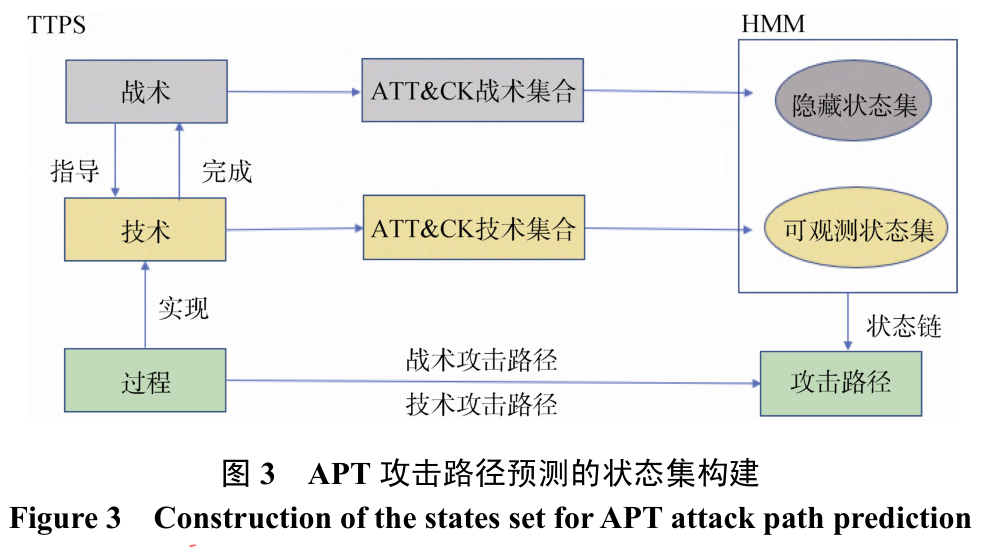 TTPS
HMM
战术
ATT&CK战术集合
隐藏状态集
指导
完成
技术
ATT&CK技术集合
可观测状态集
实现
状态链
过程
战术攻击路径
技术攻击路径
攻击路径
图 3 APT 攻击路径预测的状态集构建
Figure 3 Construction of the states set for APT attack path prediction